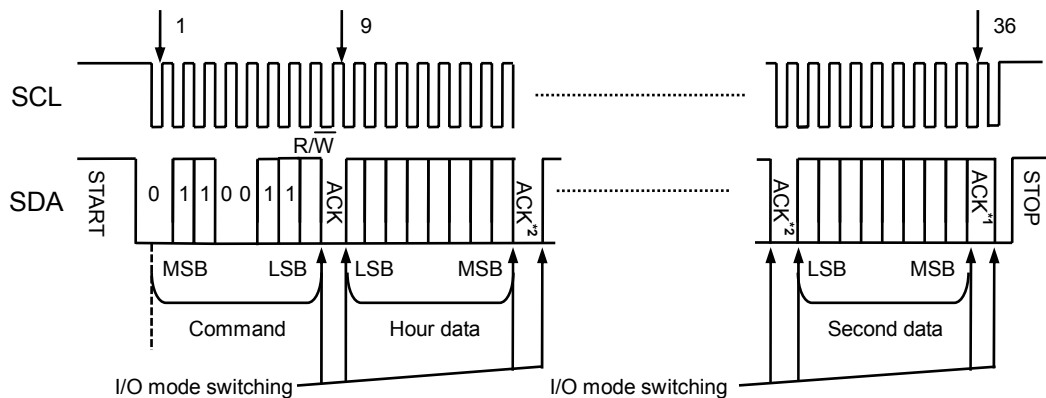 1 9 36
SCL
R/W
SDA
START 0 1 1 0 0 1 1 ACK ACK*2 ACK*2 ACK*1 STOP
MSB LSB LSB MSB LSB MSB
Command Hour data Second data
I/O mode switching I/O mode switching